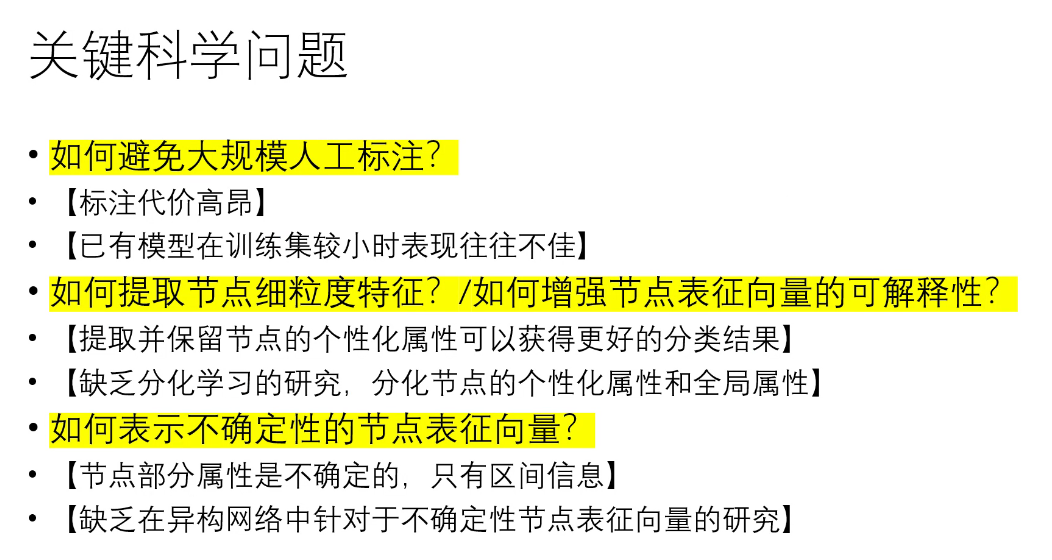 关键科学问题
• 如何避免大规模人工标注？
• 【标注代价高昂】
• 【已有模型在训练集较小时表现往往不佳】
• 如何提取节点细粒度特征？/如何增强节点表征向量的可解释性？
• 【提取并保留节点的个性化属性可以获得更好的分类结果】
• 【缺乏分化学习的研究，分化节点的个性化属性和全局属性】
• 如何表示不确定性的节点表征向量？
• 【节点部分属性是不确定的，只有区间信息】
• 【缺乏在异构网络中针对于不确定性节点表征向量的研究】